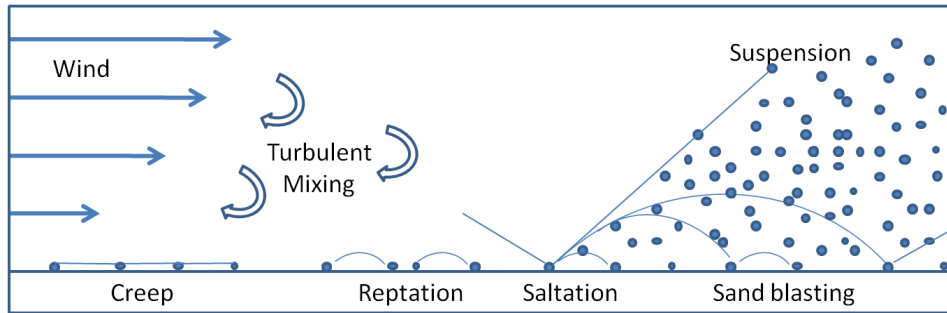 Wind
Suspension
Turbulent
Mixing
Creep
Reptation
Saltation
Sand blasting